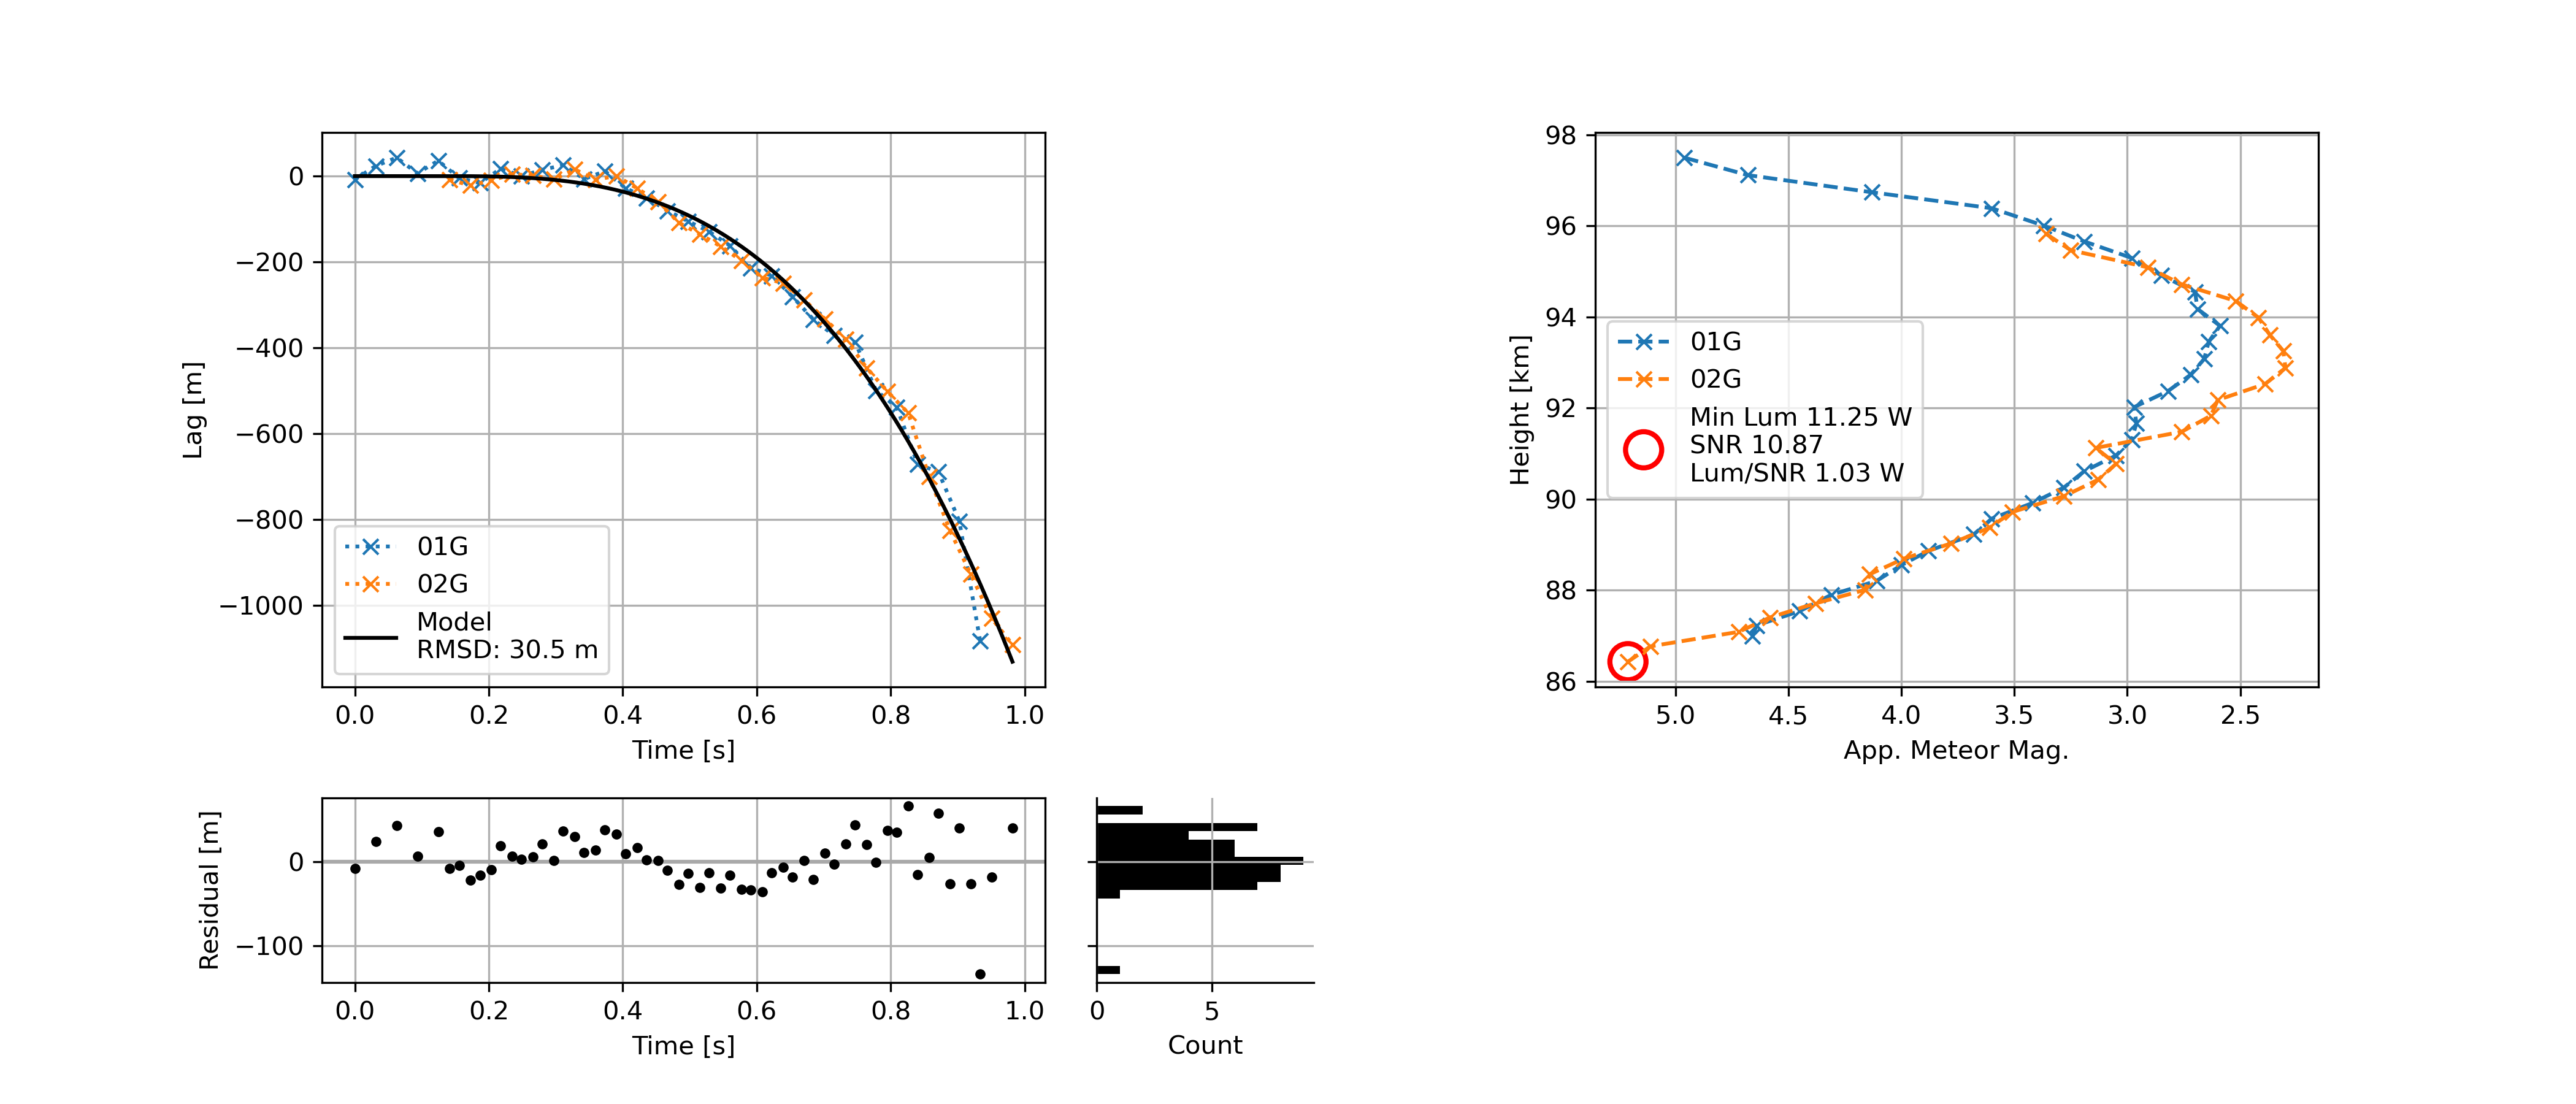 0
−200
−400
−600
−800
−1000
Lag [m]
01G
02G
Model
RMSD: 30.5 m
0.0 0.2 0.4 0.6 0.8 1.0
Time [s]
98
96
94
92
90
88
86
Height [km]
01G
02G
Min Lum 11.25 W
SNR 10.87
Lum/SNR 1.03 W
5.0 4.5 4.0 3.5 3.0 2.5
App. Meteor Mag.
0
−100
Residual [m]
0.0 0.2 0.4 0.6 0.8 1.0
Time [s]
0 5
Count